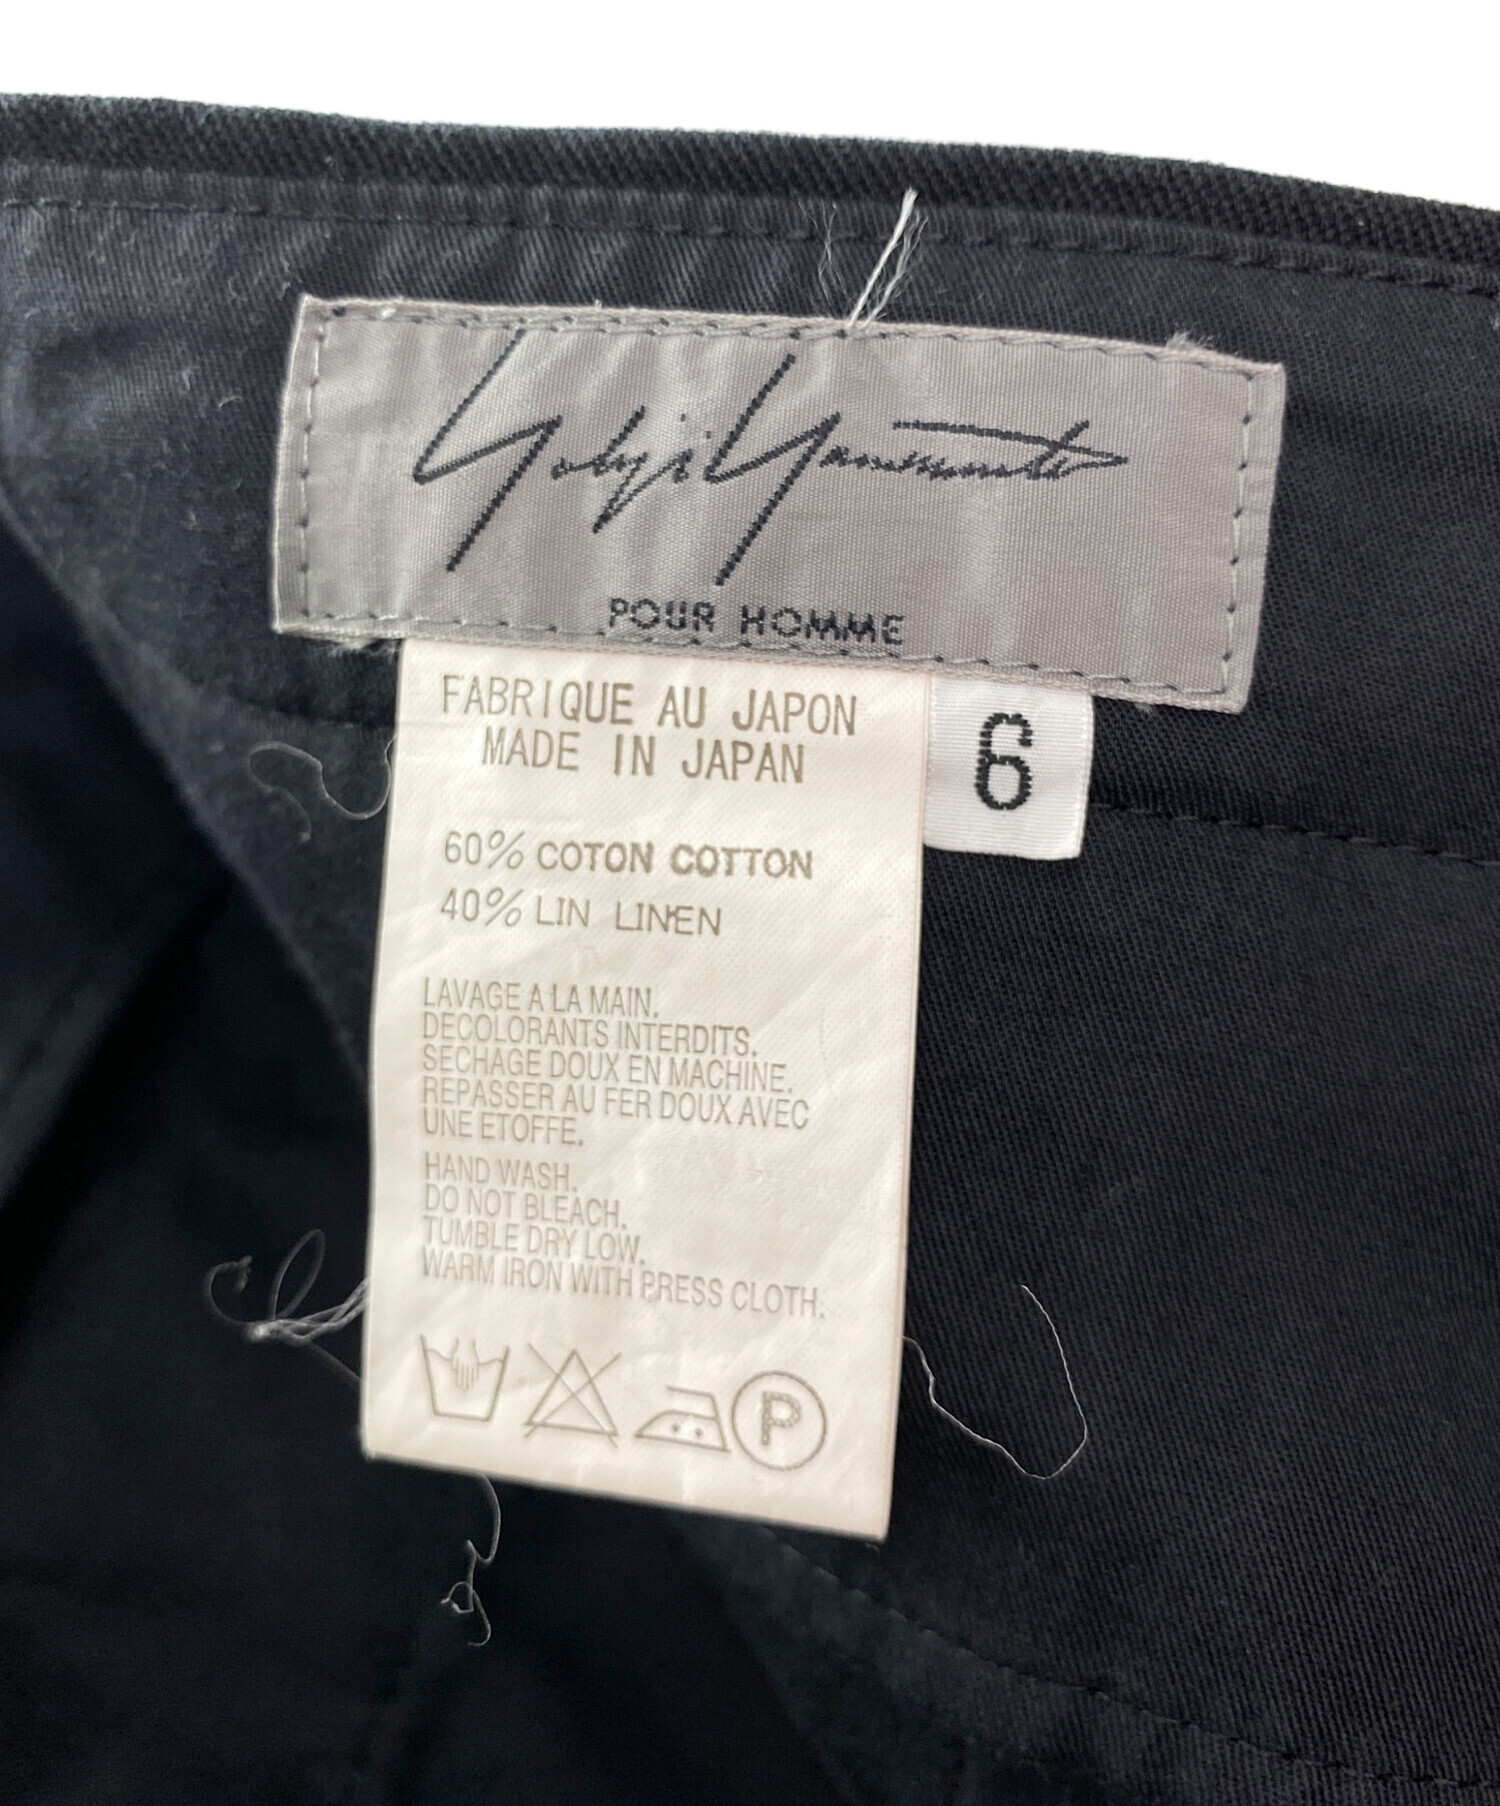 Yohji Yamamoto
POUR HOMME
FABRIQUE AU JAPON
MADE IN JAPAN
6
60% COTON COTTON
40% LIN LINEN
LAVAGE A LA MAIN.
DECOLORANTS INTERDITS.
SECHAGE DOUX EN MACHINE.
REPASSER AU FER DOUX AVEC
UNE ETOFFE.
HAND WASH.
DO NOT BLEACH.
TUMBLE DRY LOW.
WARM IRON WITH PRESS CLOTH.
P